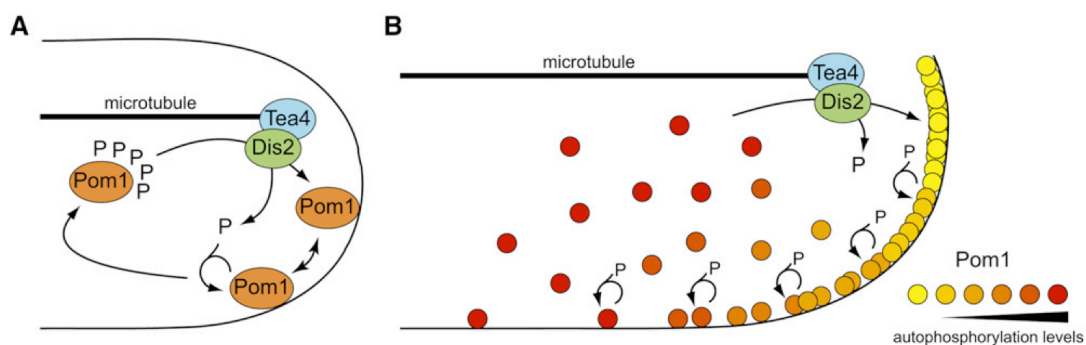 A
microtubule
Tea4
Dis2
P P P P P
Pom1
Pom1
P
Pom1
B
microtubule
Tea4
Dis2
P
P
P
P
P
P
Pom1
autophosphorylation levels